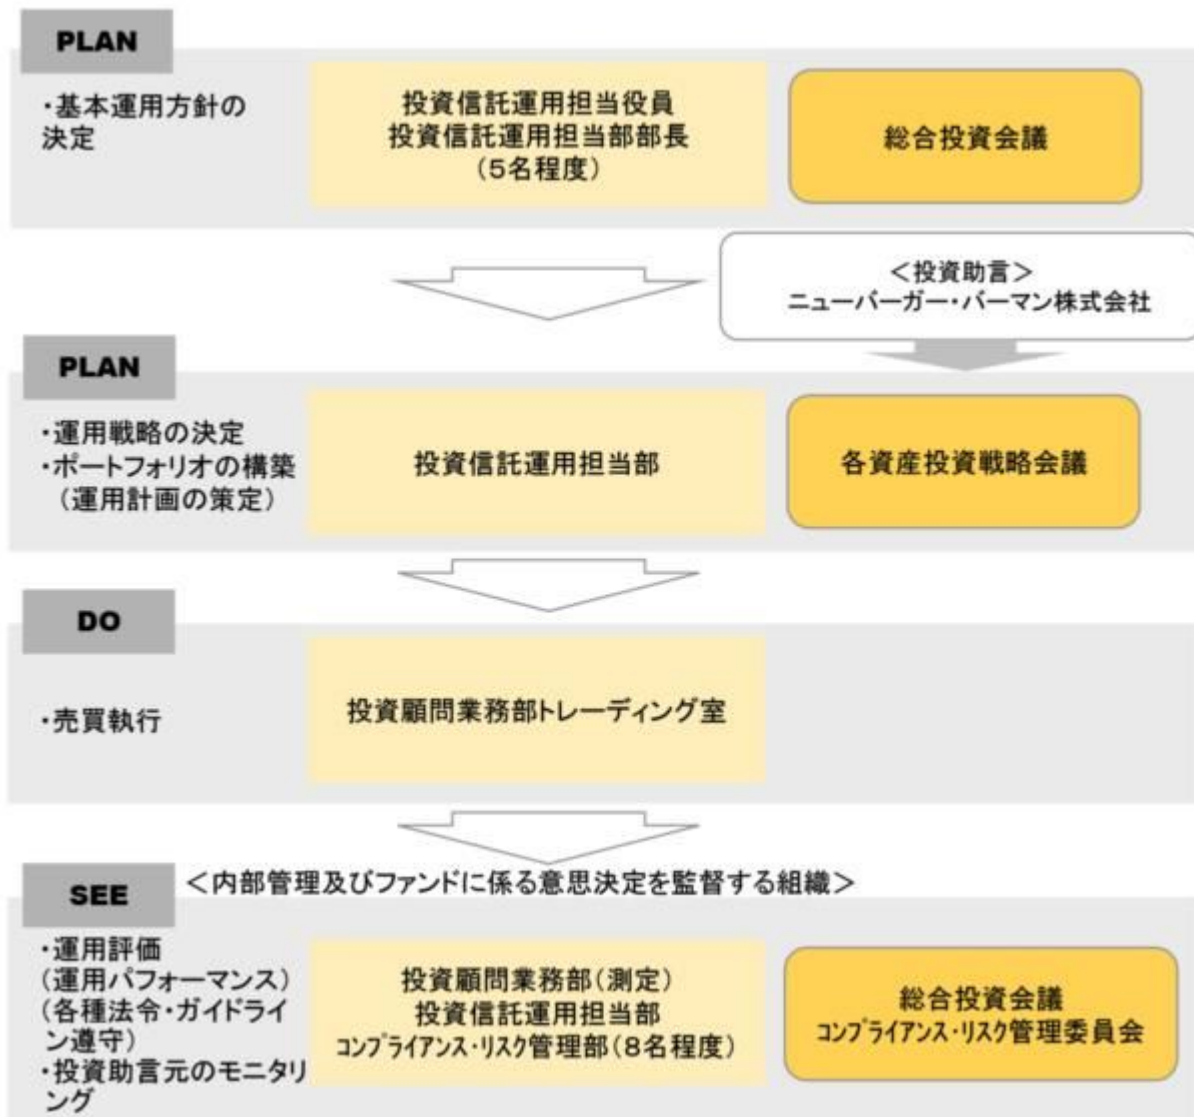 PLAN
・基本運用方針の
決定
投資信託運用担当役員
投資信託運用担当部部長
(5名程度)
総合投資会議
＜投資助言＞
ニューバーガー・バーマン株式会社
PLAN
・運用戦略の決定
・ポートフォリオの構築
(運用計画の策定)
投資信託運用担当部
各資産投資戦略会議
DO
・売買執行
投資顧問業務部トレーディング室
SEE
＜内部管理及びファンドに係る意思決定を監督する組織＞
・運用評価
(運用パフォーマンス)
(各種法令・ガイドライ
ン遵守)
・投資助言元のモニタリ
ング
投資顧問業務部(測定)
投資信託運用担当部
ｺﾝﾌﾟﾗｲｱﾝｽ・ﾘｽｸ管理部(8名程度)
総合投資会議
ｺﾝﾌﾟﾗｲｱﾝｽ・ﾘｽｸ管理委員会